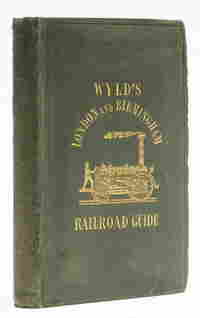 WYLD'S
LONDON AND BIRMINGHAM
RAILROAD GUIDE